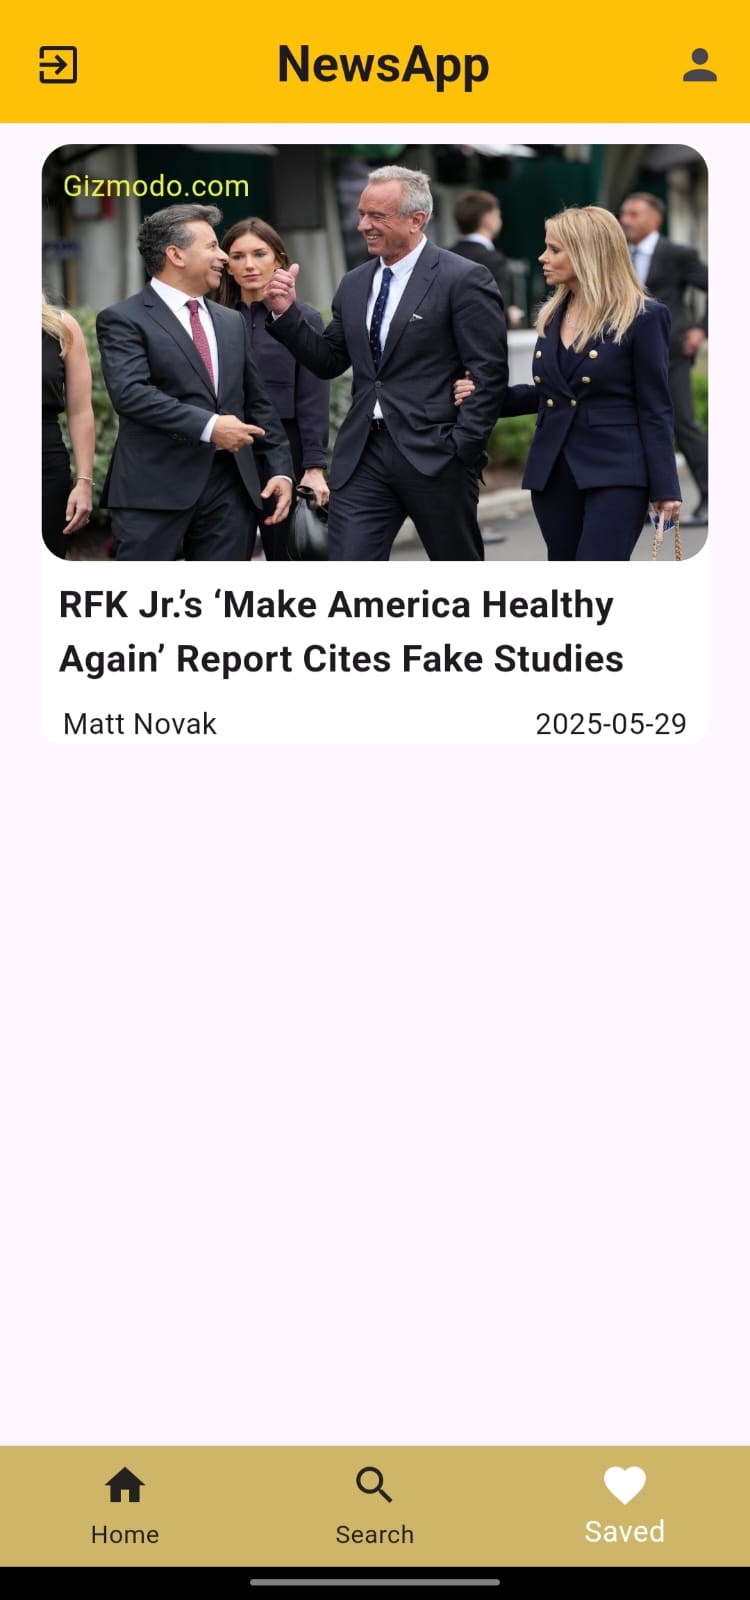 NewsApp
Gizmodo.com
RFK Jr.’s ‘Make America Healthy
Again’ Report Cites Fake Studies
Matt Novak 2025-05-29
Home Search Saved